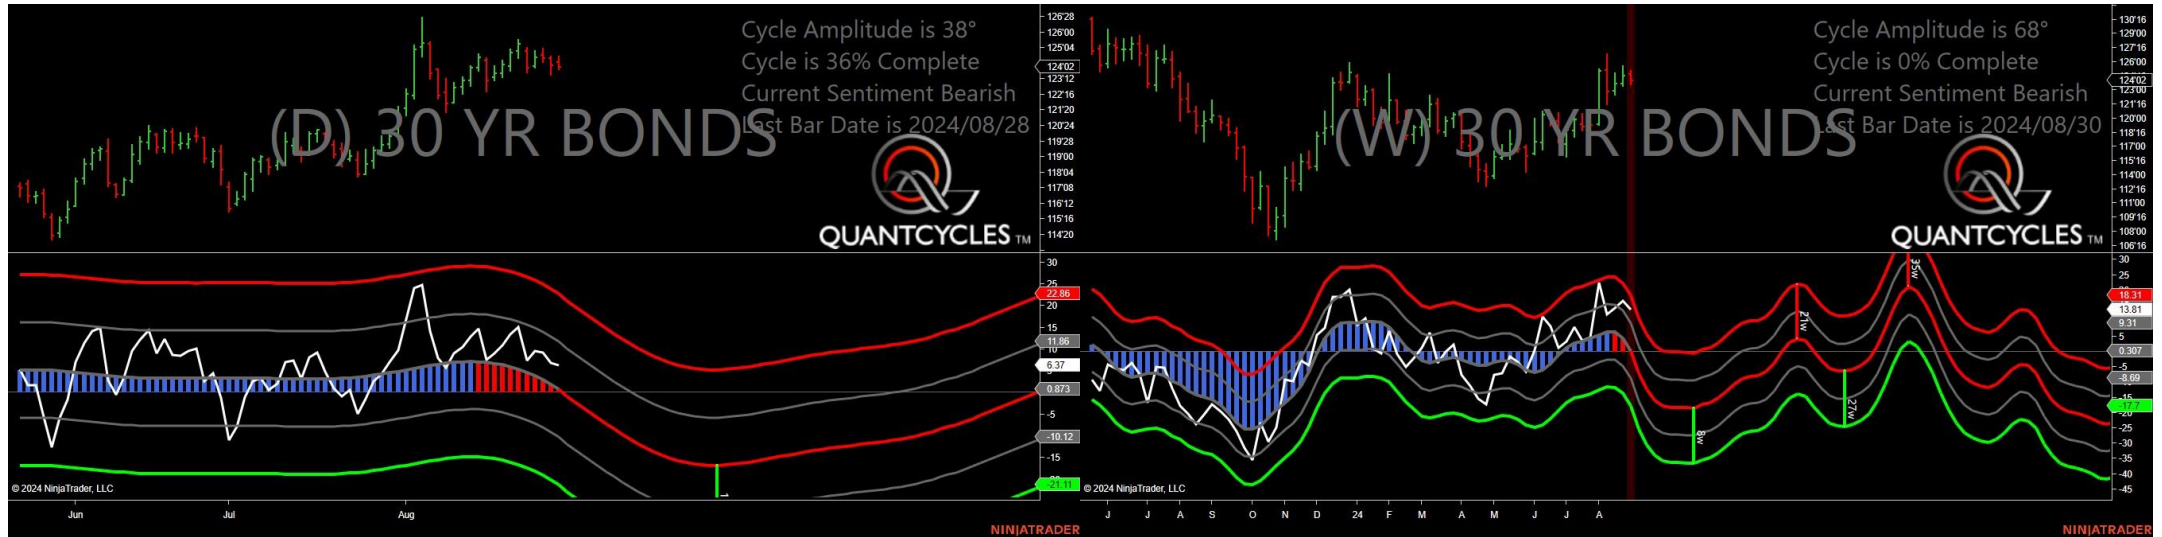 Cycle Amplitude is 38°
Cycle is 36% Complete
Current Sentiment Bearish
Last Bar Date is 2024/08/28
(D) 30 YR BONDS
QUANTCYCLES TM
126'28
126'00
125'04
124'02
123'12
122'16
121'20
120'24
119'28
119'00
118'04
117'08
116'12
115'16
114'20
30
25
22.86
20
15
11.86
10
6.37
5
0.873
-5
-10.12
-15
-21.11
1
© 2024 NinjaTrader, LLC
Jun
Jul
Aug
NINJATRADER
Cycle Amplitude is 68°
Cycle is 0% Complete
Current Sentiment Bearish
Last Bar Date is 2024/08/30
(W) 30 YR BONDS
QUANTCYCLES TM
130'16
129'00
127'16
126'00
124'02
123'00
121'16
120'00
118'16
117'00
115'16
114'00
112'16
111'00
109'16
108'00
106'16
35w
21w
27w
8w
30
25
18.31
13.81
9.31
5
0.307
-5
-8.69
-15
-17.7
-20
-25
-30
-35
-40
-45
© 2024 NinjaTrader, LLC
J
J
A
S
O
N
D
24
F
M
A
M
J
J
A
NINJATRADER